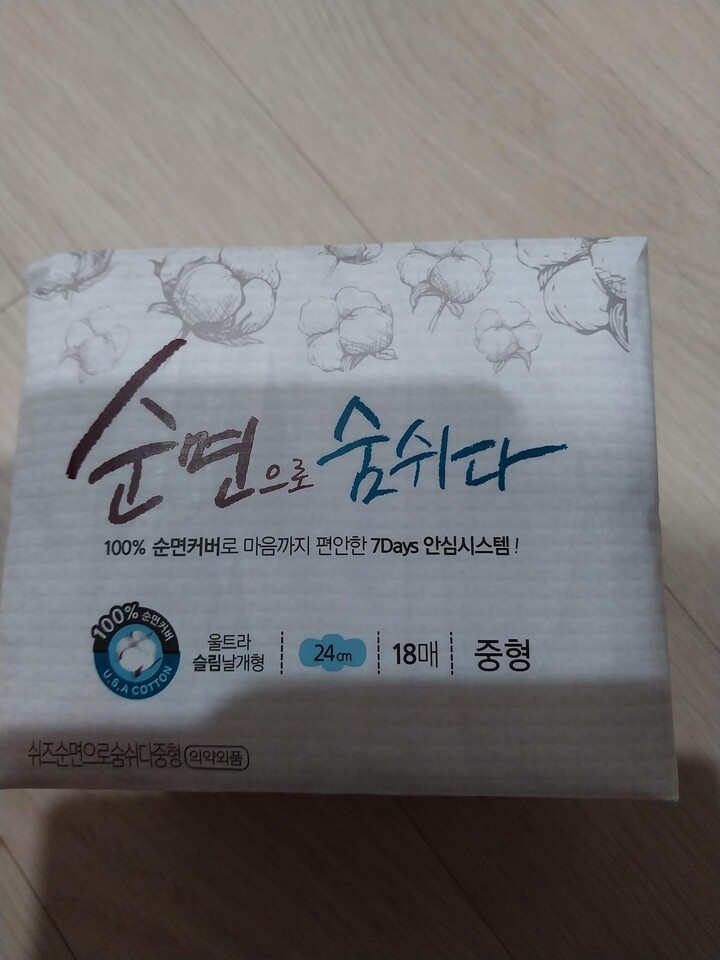 순면으로 숨쉬다
100% 순면커버로 마음까지 편안한 7Days 안심시스템!
100% 순면커버
U.S.A COTTON
울트라
슬림날개형
24cm
18매
중형
쉬즈순면으로숨쉬다중형 의약외품